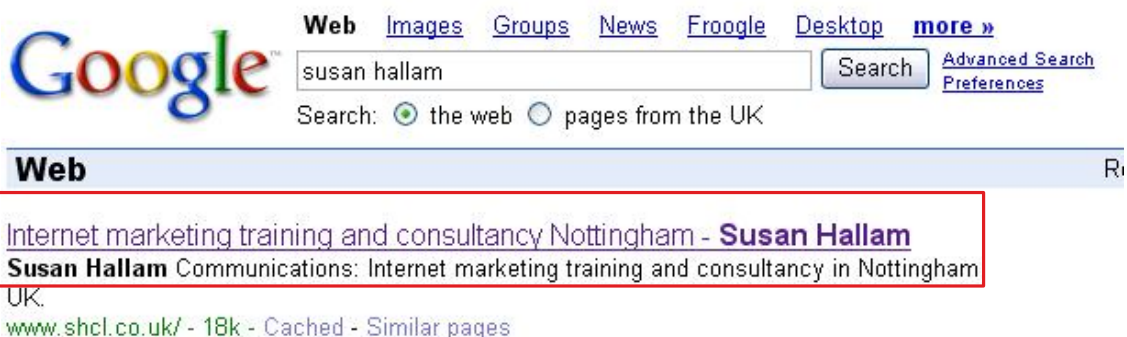 Google™
Web Images Groups News Froogle Desktop more »
susan hallam Search Advanced Search
Preferences
Search: the web pages from the UK
Web
Internet marketing training and consultancy Nottingham - Susan Hallam
Susan Hallam Communications: Internet marketing training and consultancy in Nottingham
UK.
www.shcl.co.uk/ - 18k - Cached - Similar pages